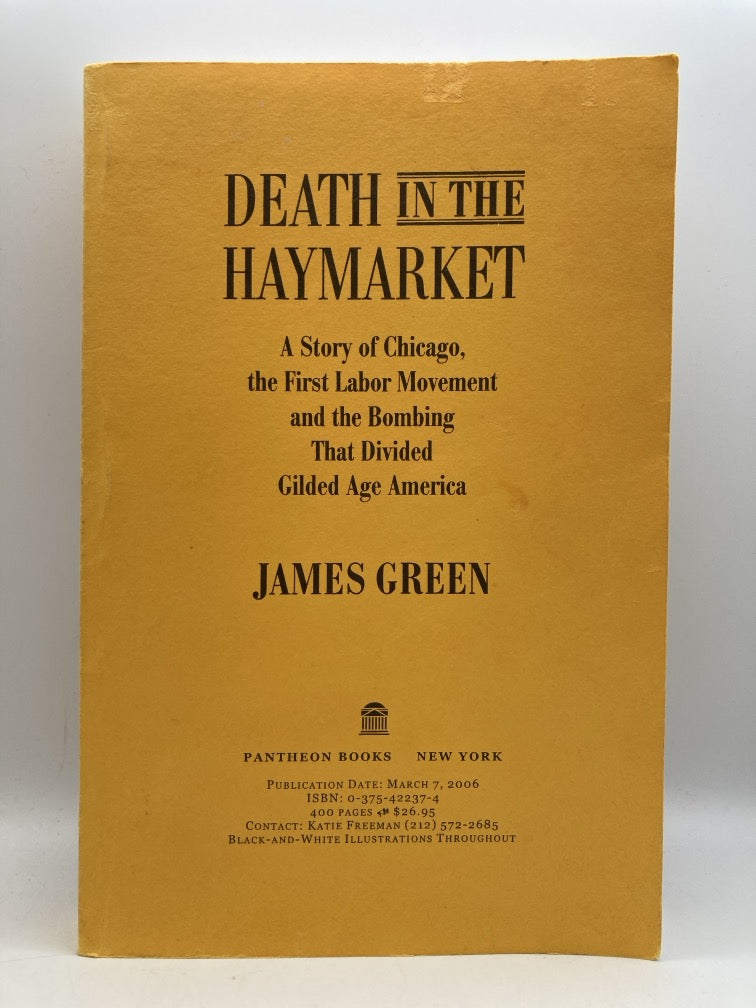 DEATH IN THE
HAYMARKET
A Story of Chicago,
the First Labor Movement
and the Bombing
That Divided
Gilded Age America
JAMES GREEN
PANTHEON BOOKS NEW YORK
PUBLICATION DATE: MARCH 7, 2006
ISBN: 0-375-42237-4
400 PAGES $26.95
CONTACT: KATIE FREEMAN (212) 572-2685
BLACK-AND-WHITE ILLUSTRATIONS THROUGHOUT